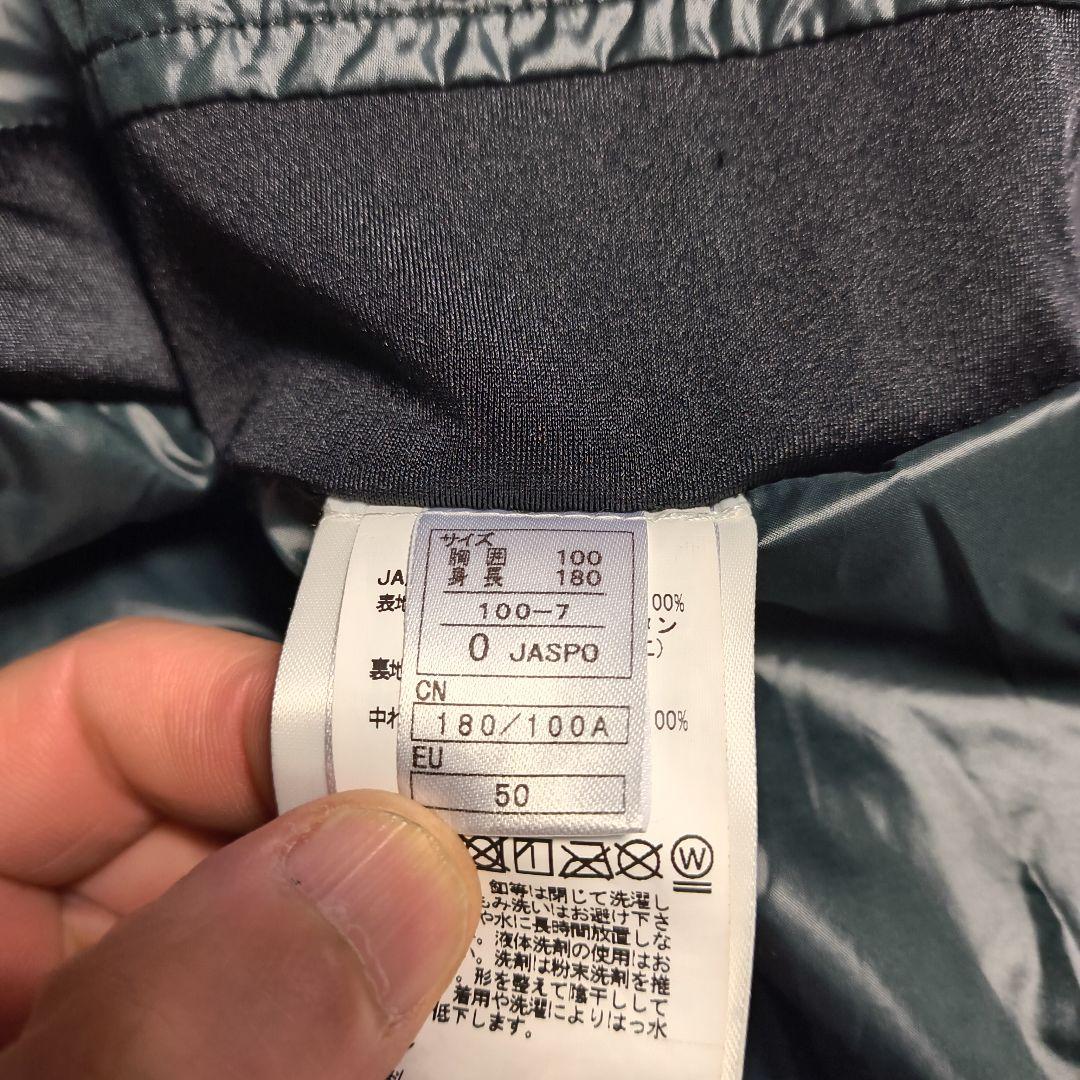 サイズ
胸囲 100
身長 180
100-7
O JASPO
CN
180/100A
EU
50
JA
表地 00%
裏地
中わ 00%
W
釦等は閉じて洗濯し
もみ洗いはお避け下さ
や水に長時間放置しな
。液体洗剤の使用はお
い。洗剤は粉末洗剤を推
。形を整えて陰干しして
着用や洗濯によりはっ水
低下します。